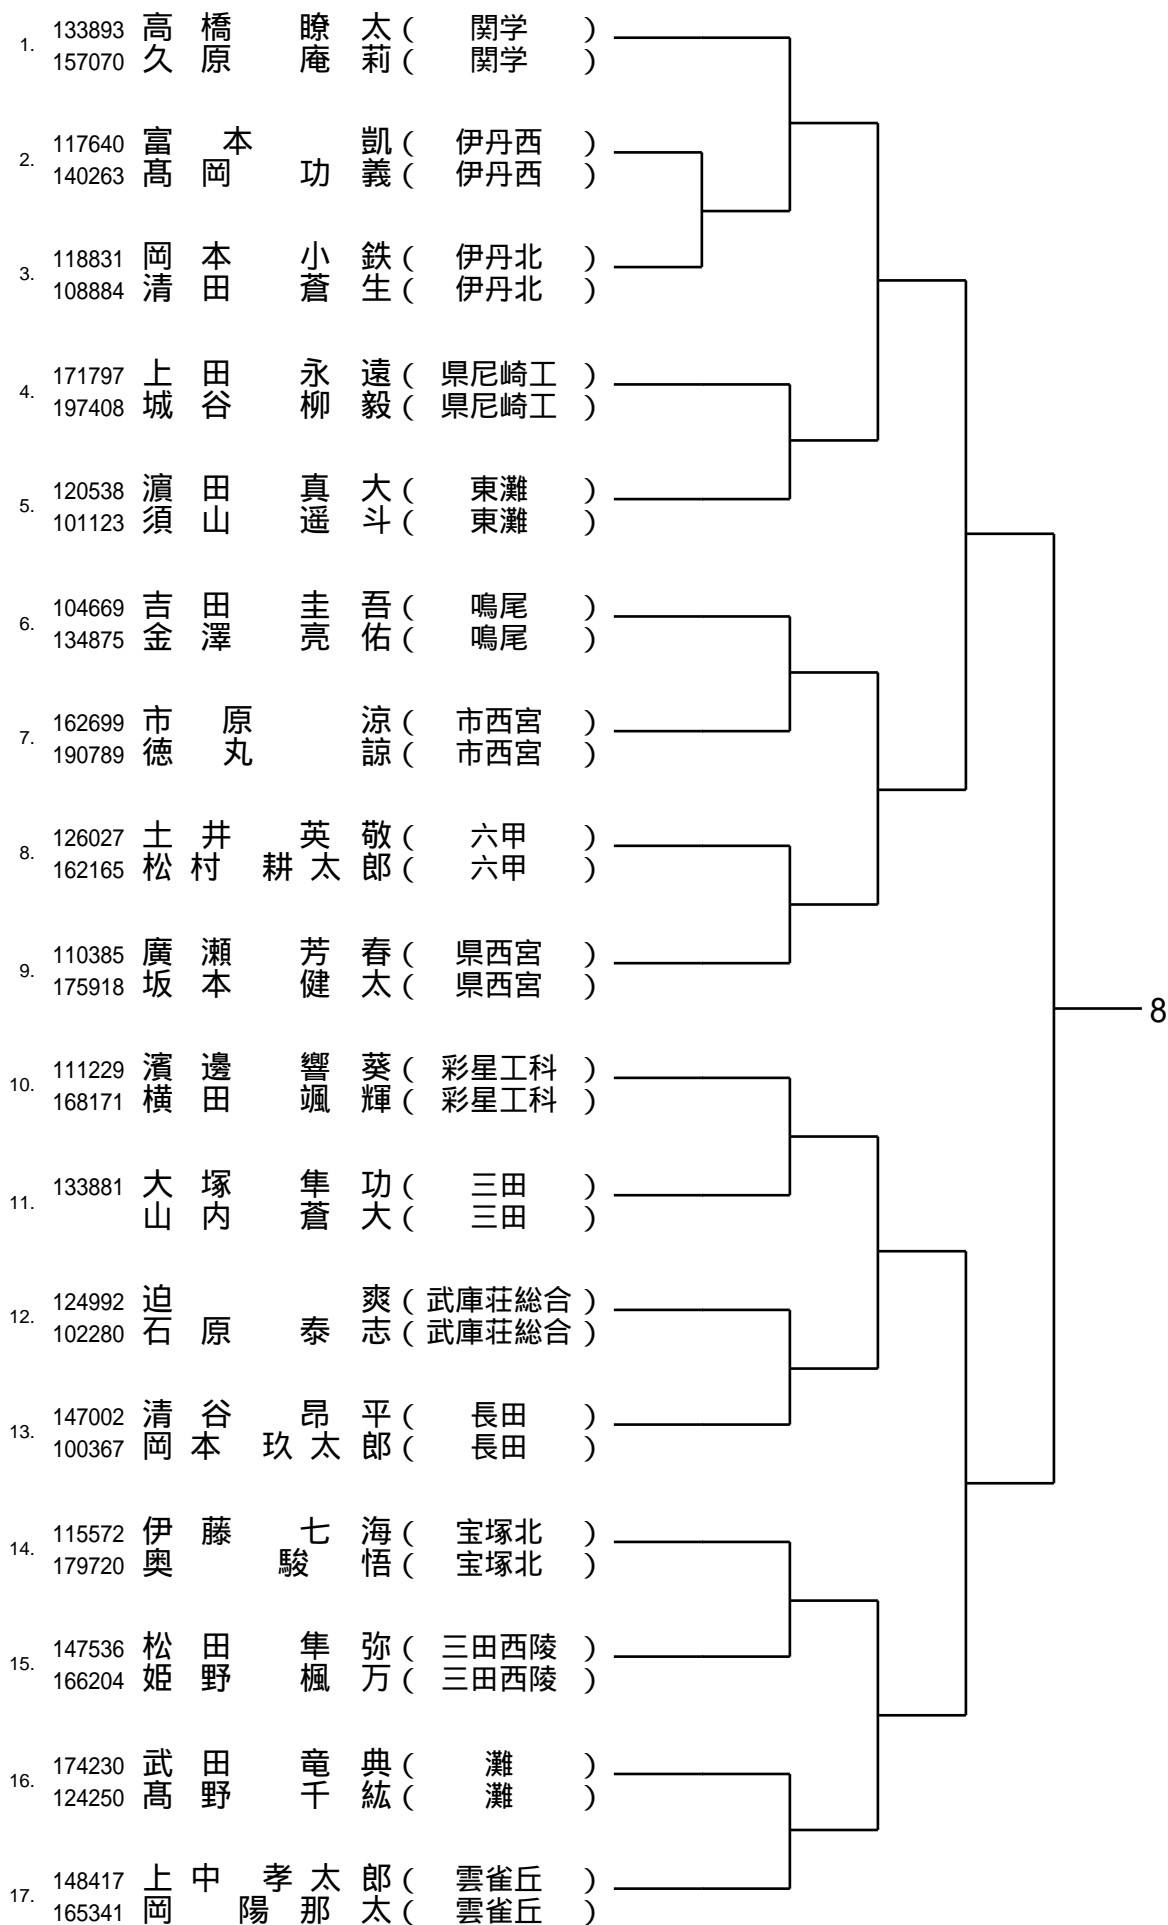 1. 133893 高橋 瞭太 ( 関学 )
157070 久原 庵莉 ( 関学 )
2. 117640 富本 凱 ( 伊丹西 )
140263 髙岡 功義 ( 伊丹西 )
3. 118831 岡本 小鉄 ( 伊丹北 )
108884 清田 蒼生 ( 伊丹北 )
4. 171797 上田 永遠 ( 県尼崎工 )
197408 城谷 柳毅 ( 県尼崎工 )
5. 120538 濵田 真大 ( 東灘 )
101123 須山 遥斗 ( 東灘 )
6. 104669 吉田 圭吾 ( 鳴尾 )
134875 金澤 亮佑 ( 鳴尾 )
7. 162699 市原 涼 ( 市西宮 )
190789 徳丸 諒 ( 市西宮 )
8. 126027 土井 英敬 ( 六甲 )
162165 松村 耕太郎 ( 六甲 )
9. 110385 廣瀬 芳春 ( 県西宮 )
175918 坂本 健太 ( 県西宮 )
8
10. 111229 濱邊 響葵 ( 彩星工科 )
168171 横田 颯輝 ( 彩星工科 )
11. 133881 大塚 隼功 ( 三田 )
山内 蒼大 ( 三田 )
12. 124992 迫 爽 ( 武庫荘総合 )
102280 石原 泰志 ( 武庫荘総合 )
13. 147002 清谷 昂平 ( 長田 )
100367 岡本 玖太郎 ( 長田 )
14. 115572 伊藤 七海 ( 宝塚北 )
179720 奥 駿悟 ( 宝塚北 )
15. 147536 松田 隼弥 ( 三田西陵 )
166204 姫野 楓万 ( 三田西陵 )
16. 174230 武田 竜典 ( 灘 )
124250 髙野 千紘 ( 灘 )
17. 148417 上中 孝太郎 ( 雲雀丘 )
165341 岡 陽那太 ( 雲雀丘 )